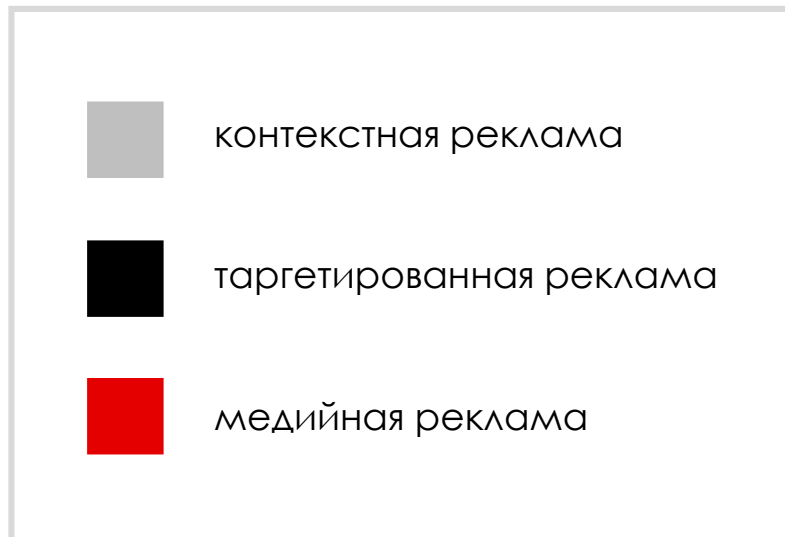 контекстная реклама
таргетированная реклама
медийная реклама